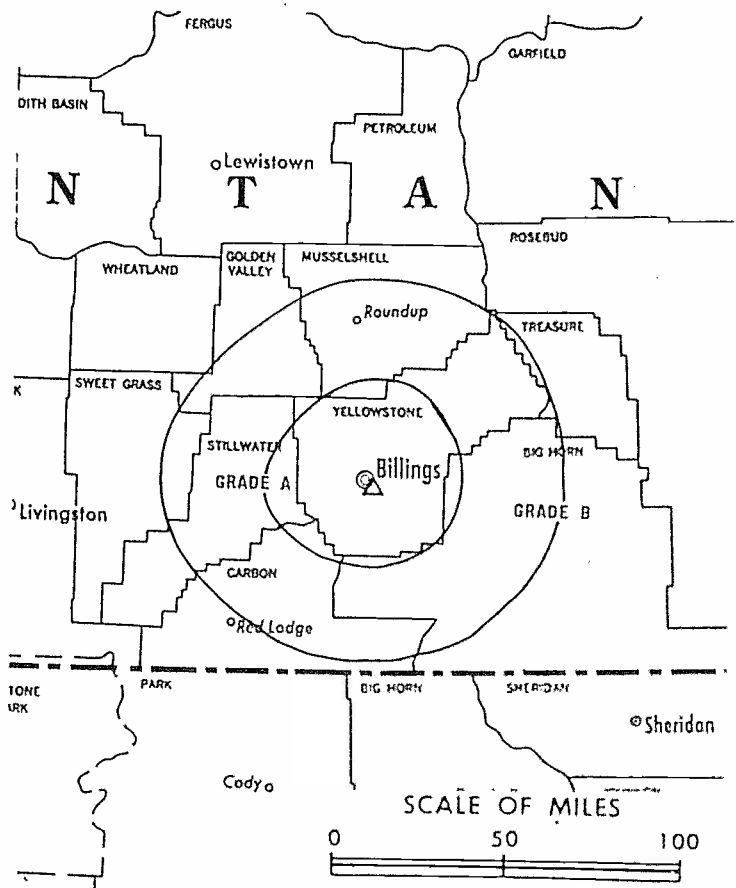 FERGUS
GARFIELD
DITH BASIN
PETROLEUM
Lewistown
N T A N
ROSEBUD
WHEATLAND
GOLDEN
VALLEY
MUSSELSHELL
Roundup
TREASURE
K
SWEET GRASS
YELLOWSTONE
STILLWATER
BIG HORN
Billings
GRADE A
GRADE B
Livingston
CARBON
Red Lodge
PARK
BIG HORN
SHERIDAN
TONE
ARK
Sheridan
Cody
SCALE OF MILES
0 50 100